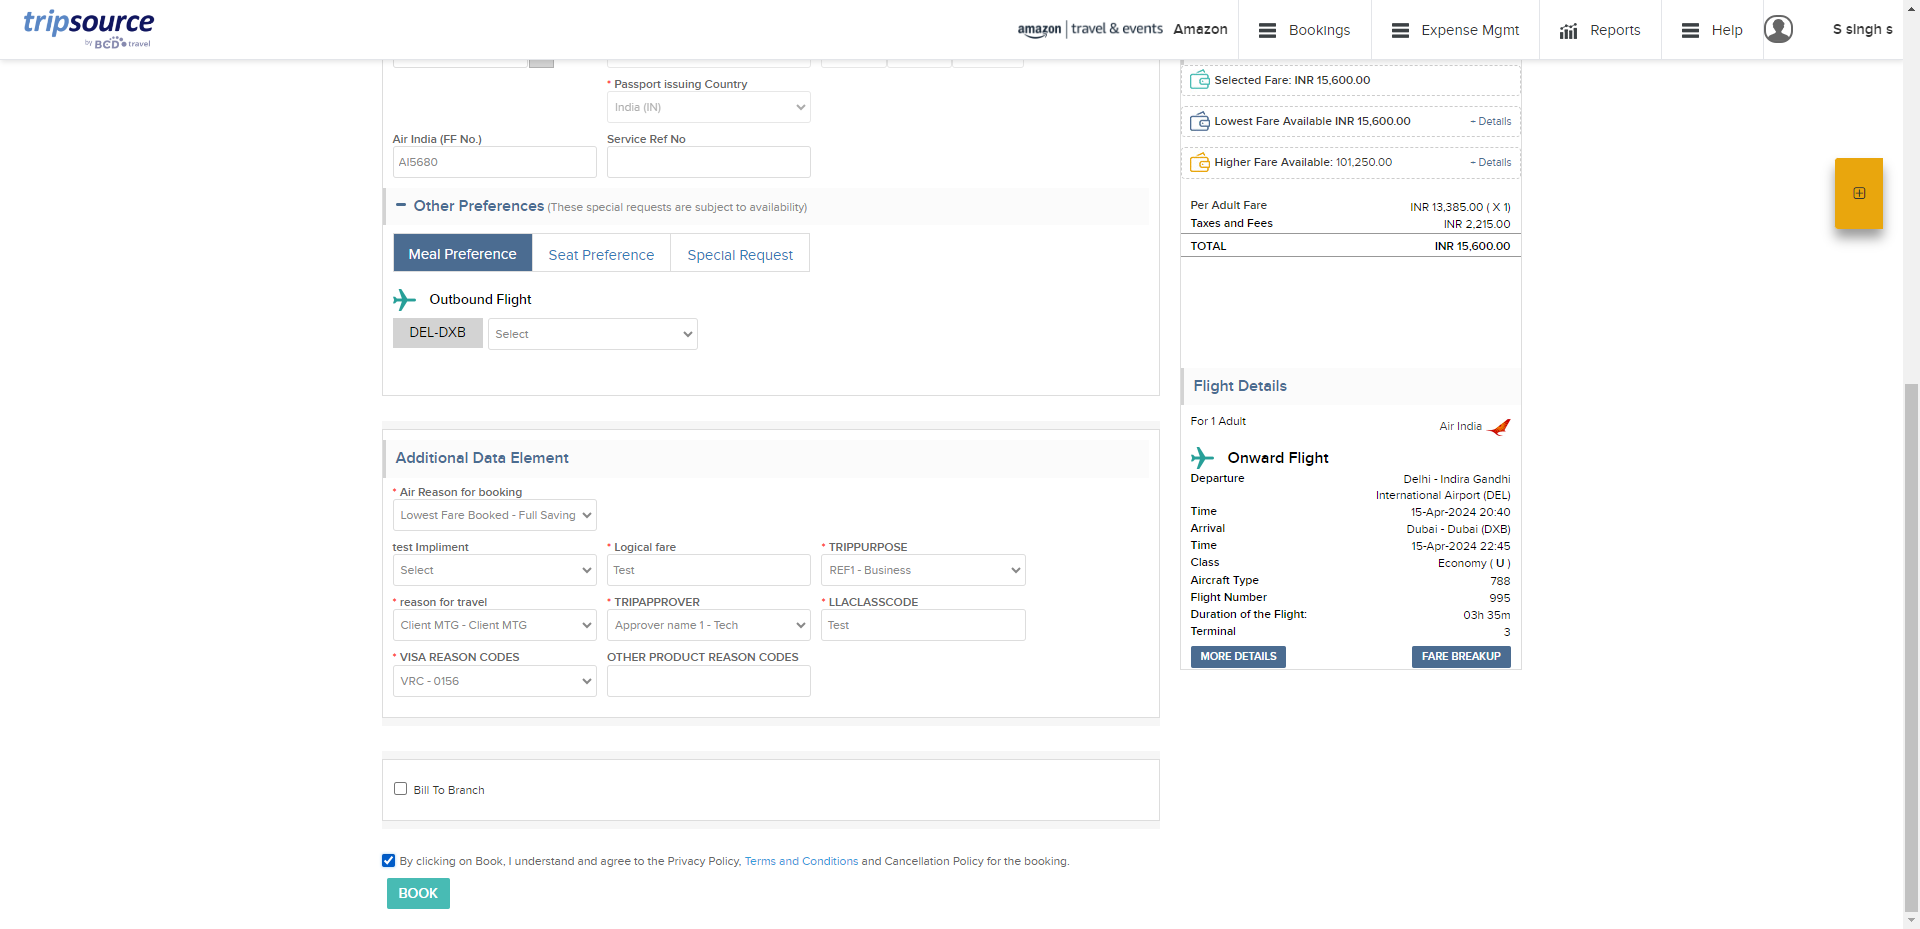 tripsource
by BCD travel
amazon | travel & events Amazon
Bookings
Expense Mgmt
Reports
Help
S singh s
* Passport issuing Country
India (IN)
Air India (FF No.)
Service Ref No
AI5680
Other Preferences (These special requests are subject to availability)
Meal Preference
Seat Preference
Special Request
Outbound Flight
DEL-DXB
Select
Additional Data Element
* Air Reason for booking
Lowest Fare Booked - Full Saving
test Impliment
* Logical fare
* TRIPPURPOSE
Select
Test
REF1 - Business
* reason for travel
* TRIPAPPROVER
* LLACLASSCODE
Client MTG - Client MTG
Approver name 1 - Tech
Test
* VISA REASON CODES
OTHER PRODUCT REASON CODES
VRC - 0156
Bill To Branch
By clicking on Book, I understand and agree to the Privacy Policy, Terms and Conditions and Cancellation Policy for the booking.
BOOK
Selected Fare: INR 15,600.00
Lowest Fare Available INR 15,600.00 + Details
Higher Fare Available: 101,250.00 + Details
Per Adult Fare INR 13,385.00 ( X 1)
Taxes and Fees INR 2,215.00
TOTAL INR 15,600.00
Flight Details
For 1 Adult Air India
Onward Flight
Departure Delhi - Indira Gandhi
International Airport (DEL)
Time 15-Apr-2024 20:40
Arrival Dubai - Dubai (DXB)
Time 15-Apr-2024 22:45
Class Economy ( U )
Aircraft Type 788
Flight Number 995
Duration of the Flight: 03h 35m
Terminal 3
MORE DETAILS
FARE BREAKUP